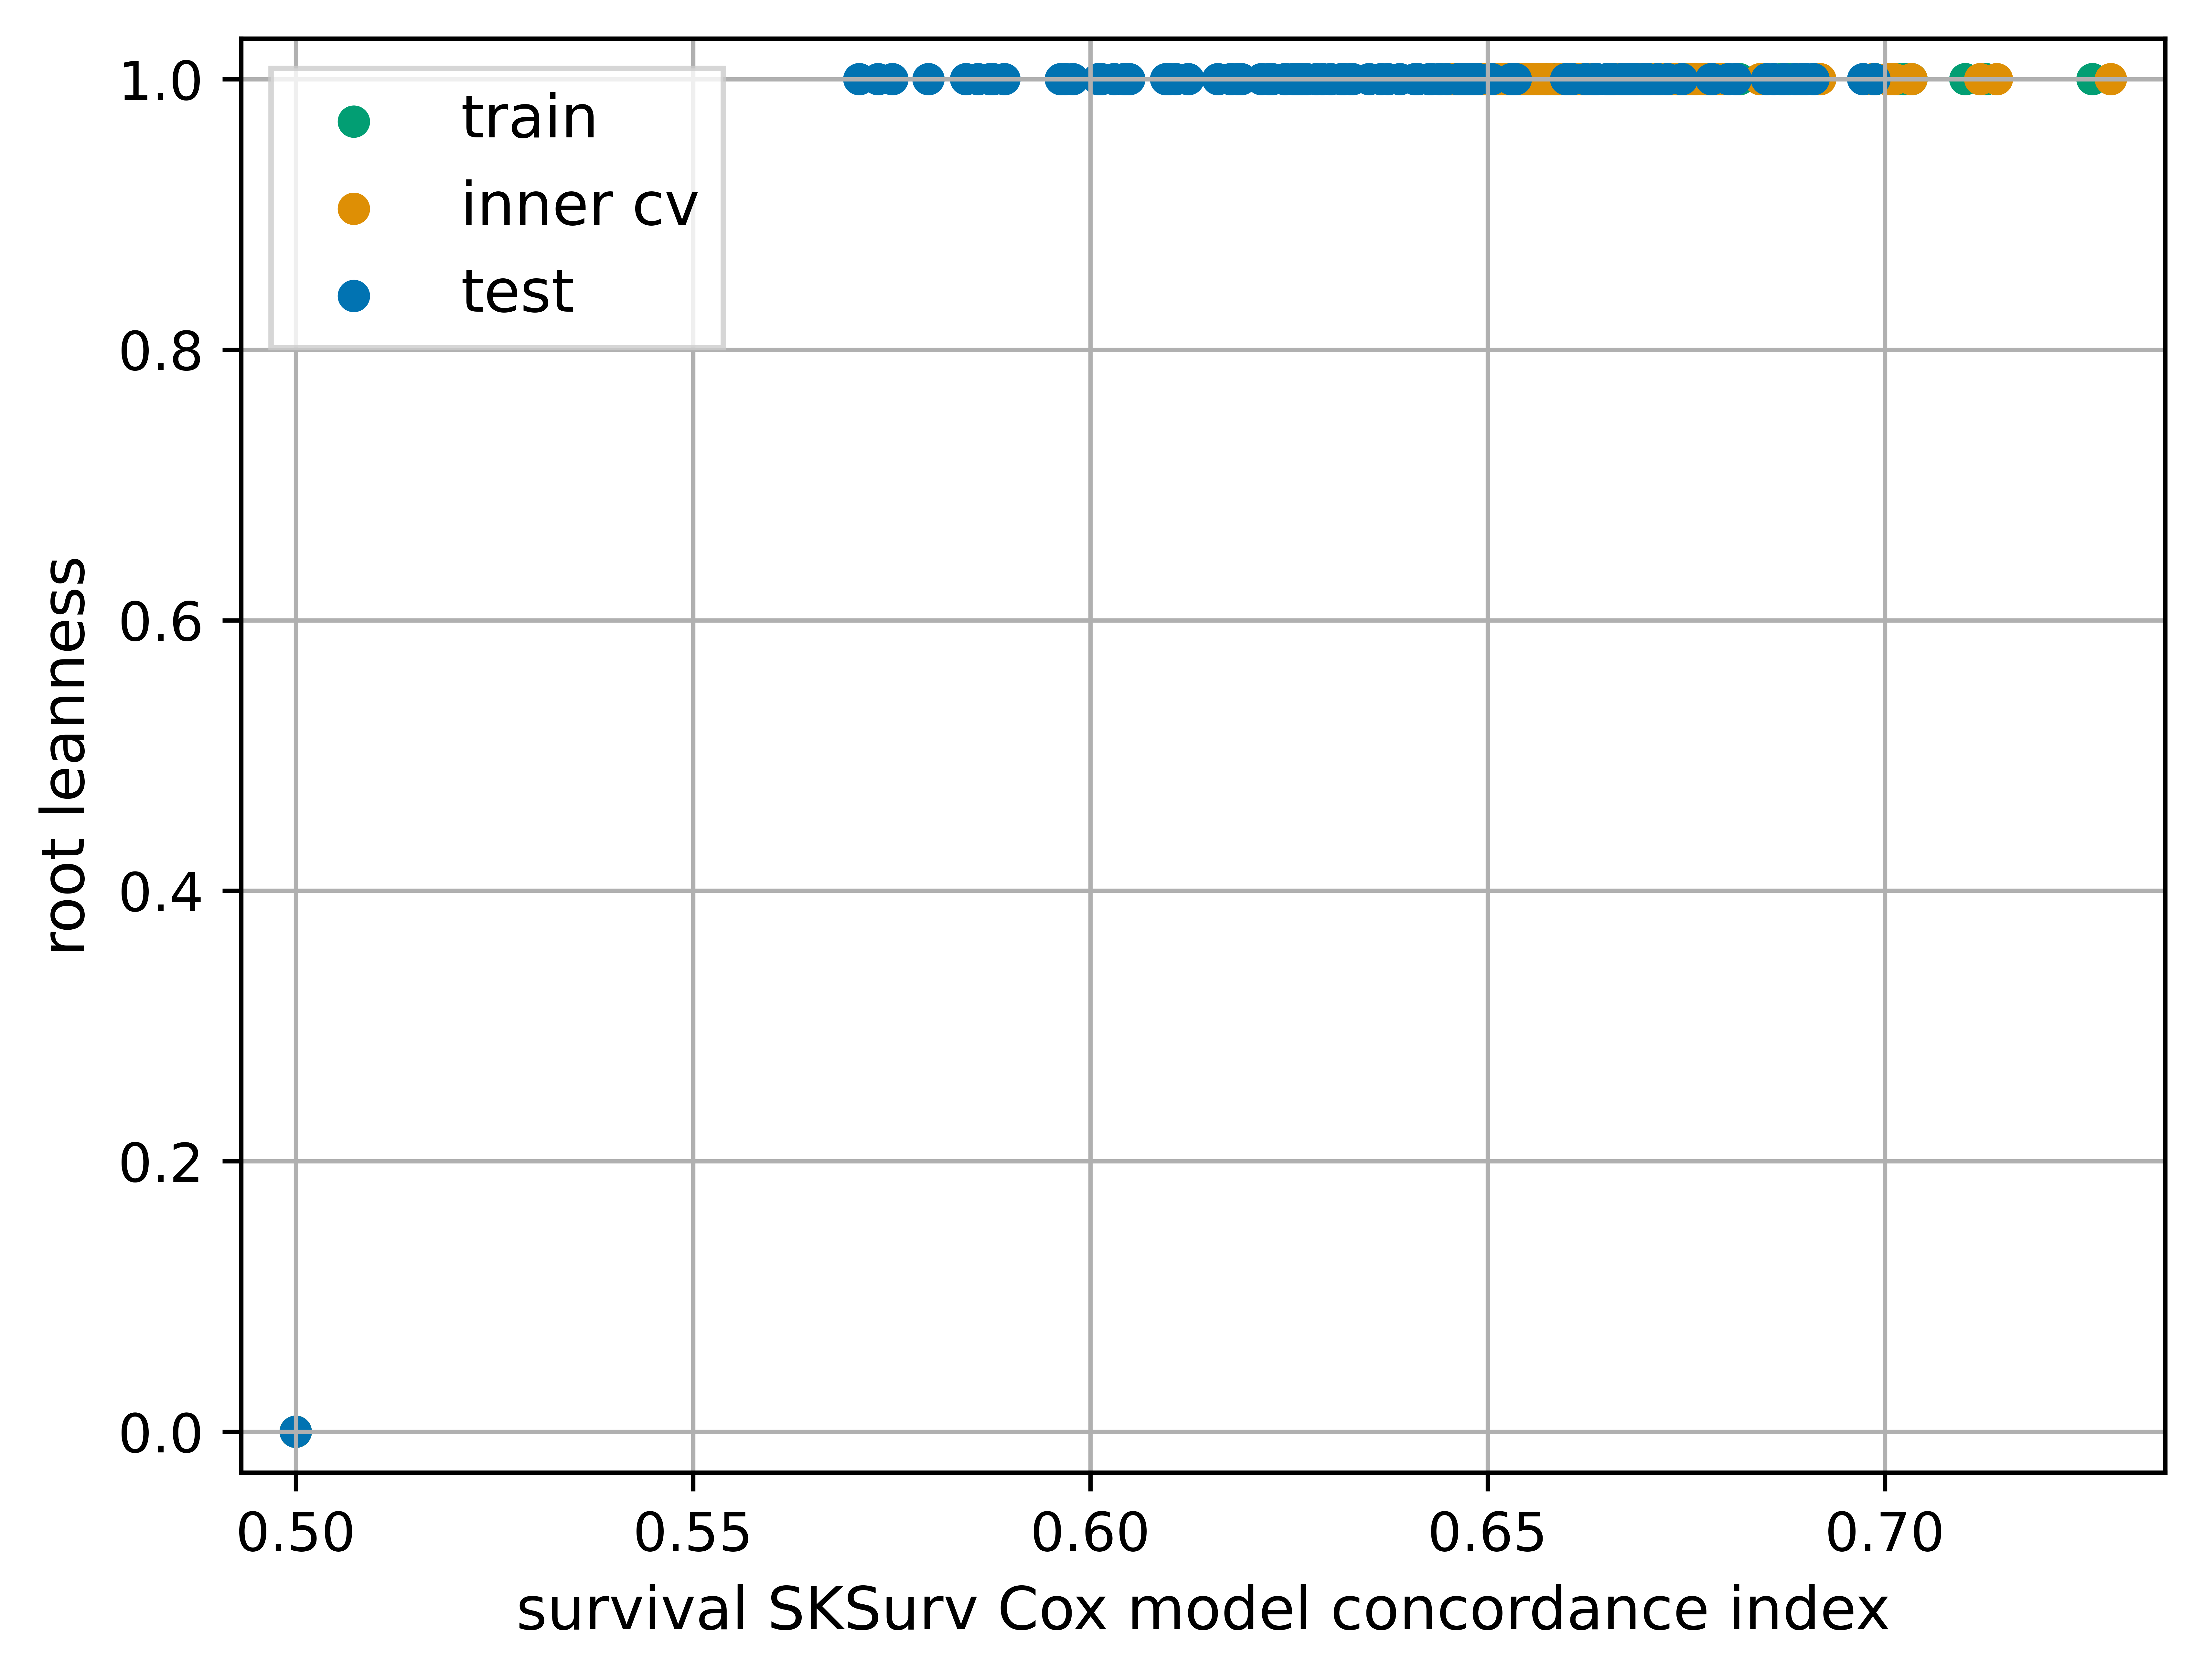 train
inner cv
test
1.0
0.8
0.6
0.4
0.2
0.0
root leanness
0.50 0.55 0.60 0.65 0.70
survival SKSurv Cox model concordance index